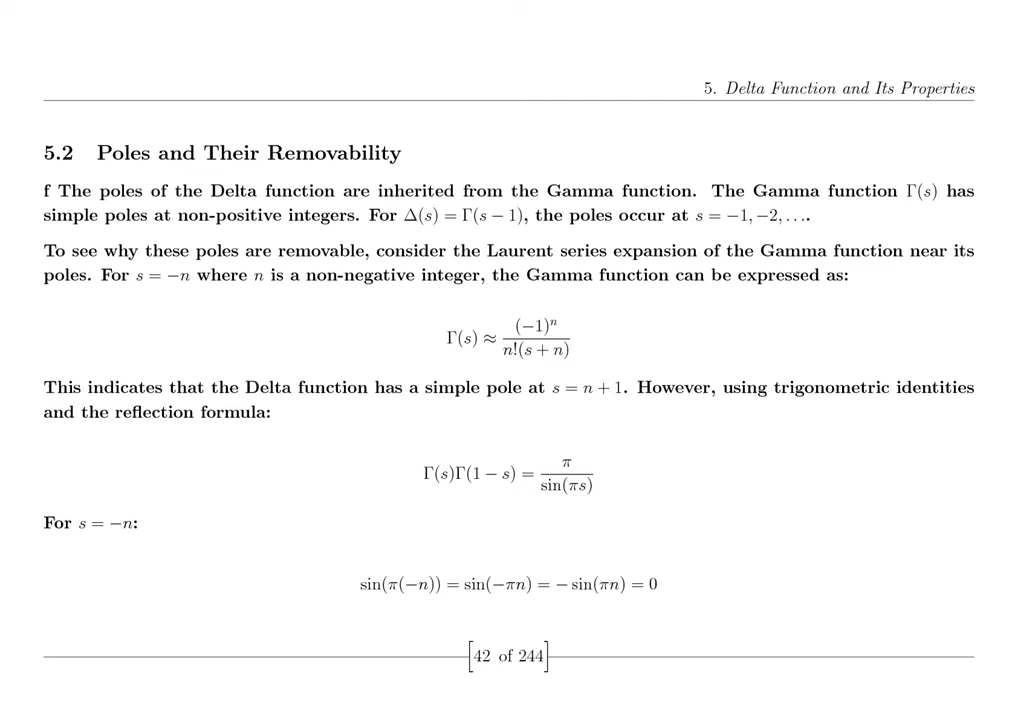 5. Delta Function and Its Properties
5.2 Poles and Their Removability
f The poles of the Delta function are inherited from the Gamma function. The Gamma function Γ(s) has
simple poles at non-positive integers. For Δ(s) = Γ(s − 1), the poles occur at s = −1, −2, . . ..
To see why these poles are removable, consider the Laurent series expansion of the Gamma function near its
poles. For s = −n where n is a non-negative integer, the Gamma function can be expressed as:
Γ(s) ≈ (−1)ⁿ / n!(s + n)
This indicates that the Delta function has a simple pole at s = n + 1. However, using trigonometric identities
and the reflection formula:
Γ(s)Γ(1 − s) = π / sin(πs)
For s = −n:
sin(π(−n)) = sin(−πn) = − sin(πn) = 0
[42 of 244]